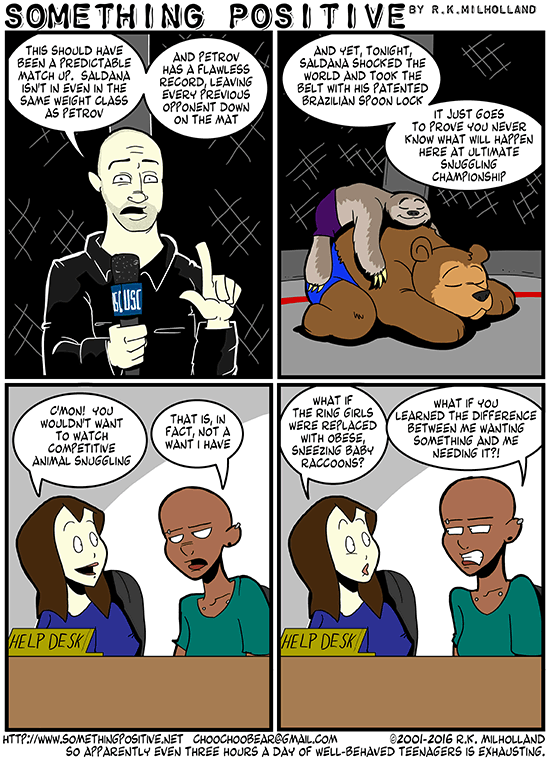 SOMETHING POSITIVE BY R.K.MILHOLLAND
THIS SHOULD HAVE
BEEN A PREDICTABLE
MATCH UP. SALDANA
ISN'T IN EVEN IN THE
SAME WEIGHT CLASS
AS PETROV
AND PETROV
HAS A FLAWLESS
RECORD, LEAVING
EVERY PREVIOUS
OPPONENT DOWN
ON THE MAT
USC
AND YET, TONIGHT,
SALDANA SHOCKED THE
WORLD AND TOOK THE
BELT WITH HIS PATENTED
BRAZILIAN SPOON LOCK
IT JUST GOES
TO PROVE YOU NEVER
KNOW WHAT WILL HAPPEN
HERE AT ULTIMATE
SNUGGLING
CHAMPIONSHIP
C'MON! YOU
WOULDN'T WANT
TO WATCH
COMPETITIVE
ANIMAL SNUGGLING
THAT IS, IN
FACT, NOT A
WANT I HAVE
HELP DESK
WHAT IF
THE RING GIRLS
WERE REPLACED
WITH OBESE,
SNEEZING BABY
RACCOONS?
WHAT IF YOU
LEARNED THE DIFFERENCE
BETWEEN ME WANTING
SOMETHING AND ME
NEEDING IT?!
HELP DESK
HTTP://WWW.SOMETHINGPOSITIVE.NET CHOOCHOOBEAR@GMAIL.COM ©2001-2016 R.K. MILHOLLAND
SO APPARENTLY EVEN THREE HOURS A DAY OF WELL-BEHAVED TEENAGERS IS EXHAUSTING.